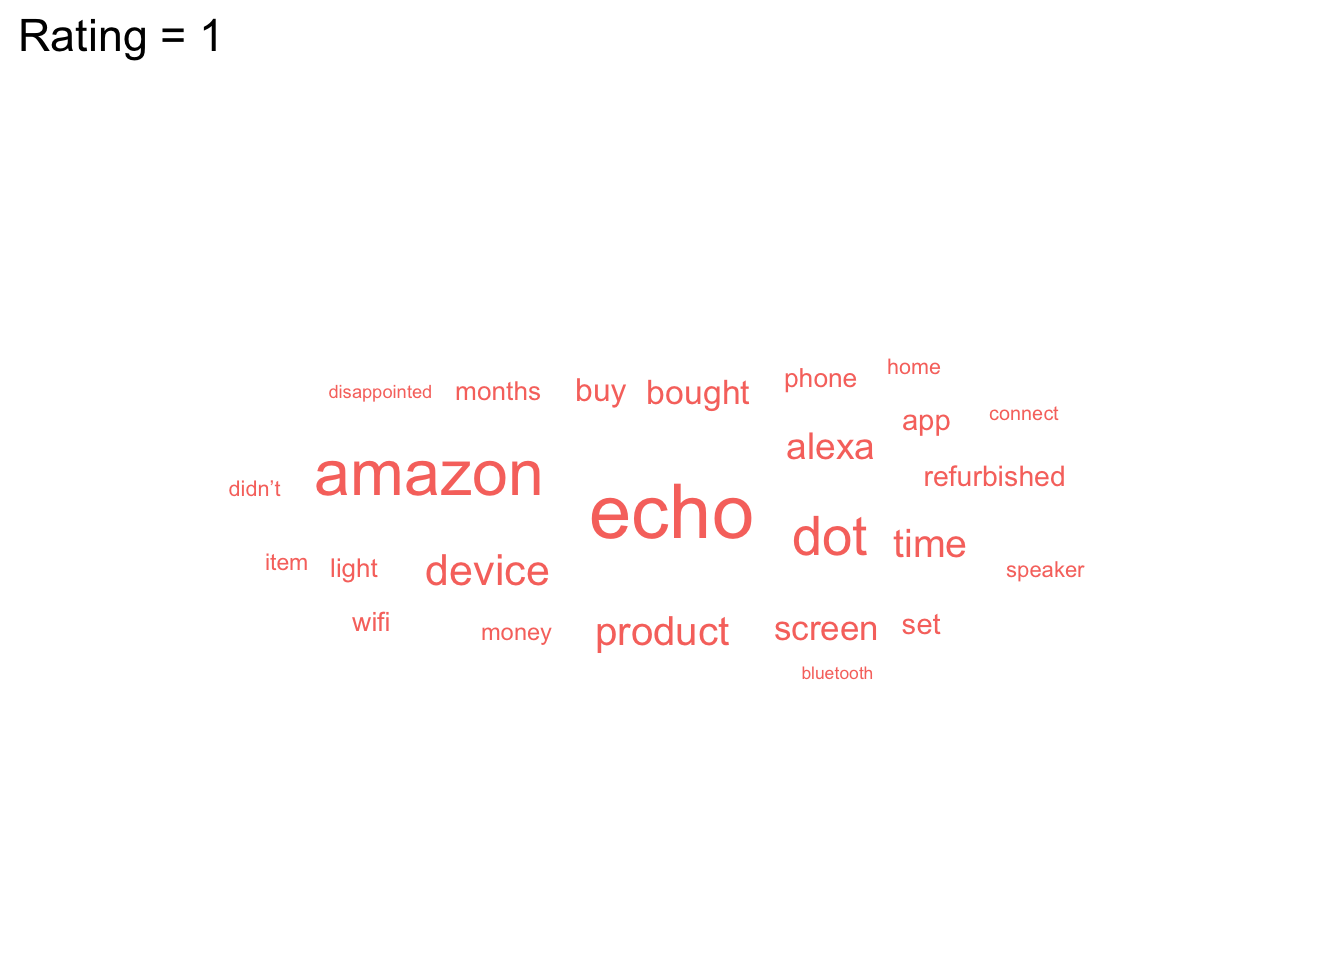 Rating = 1
home
phone
disappointed months buy bought
app connect
alexa
amazon refurbished
didn’t
echo
dot time
item light device speaker
wifi money product screen set
bluetooth